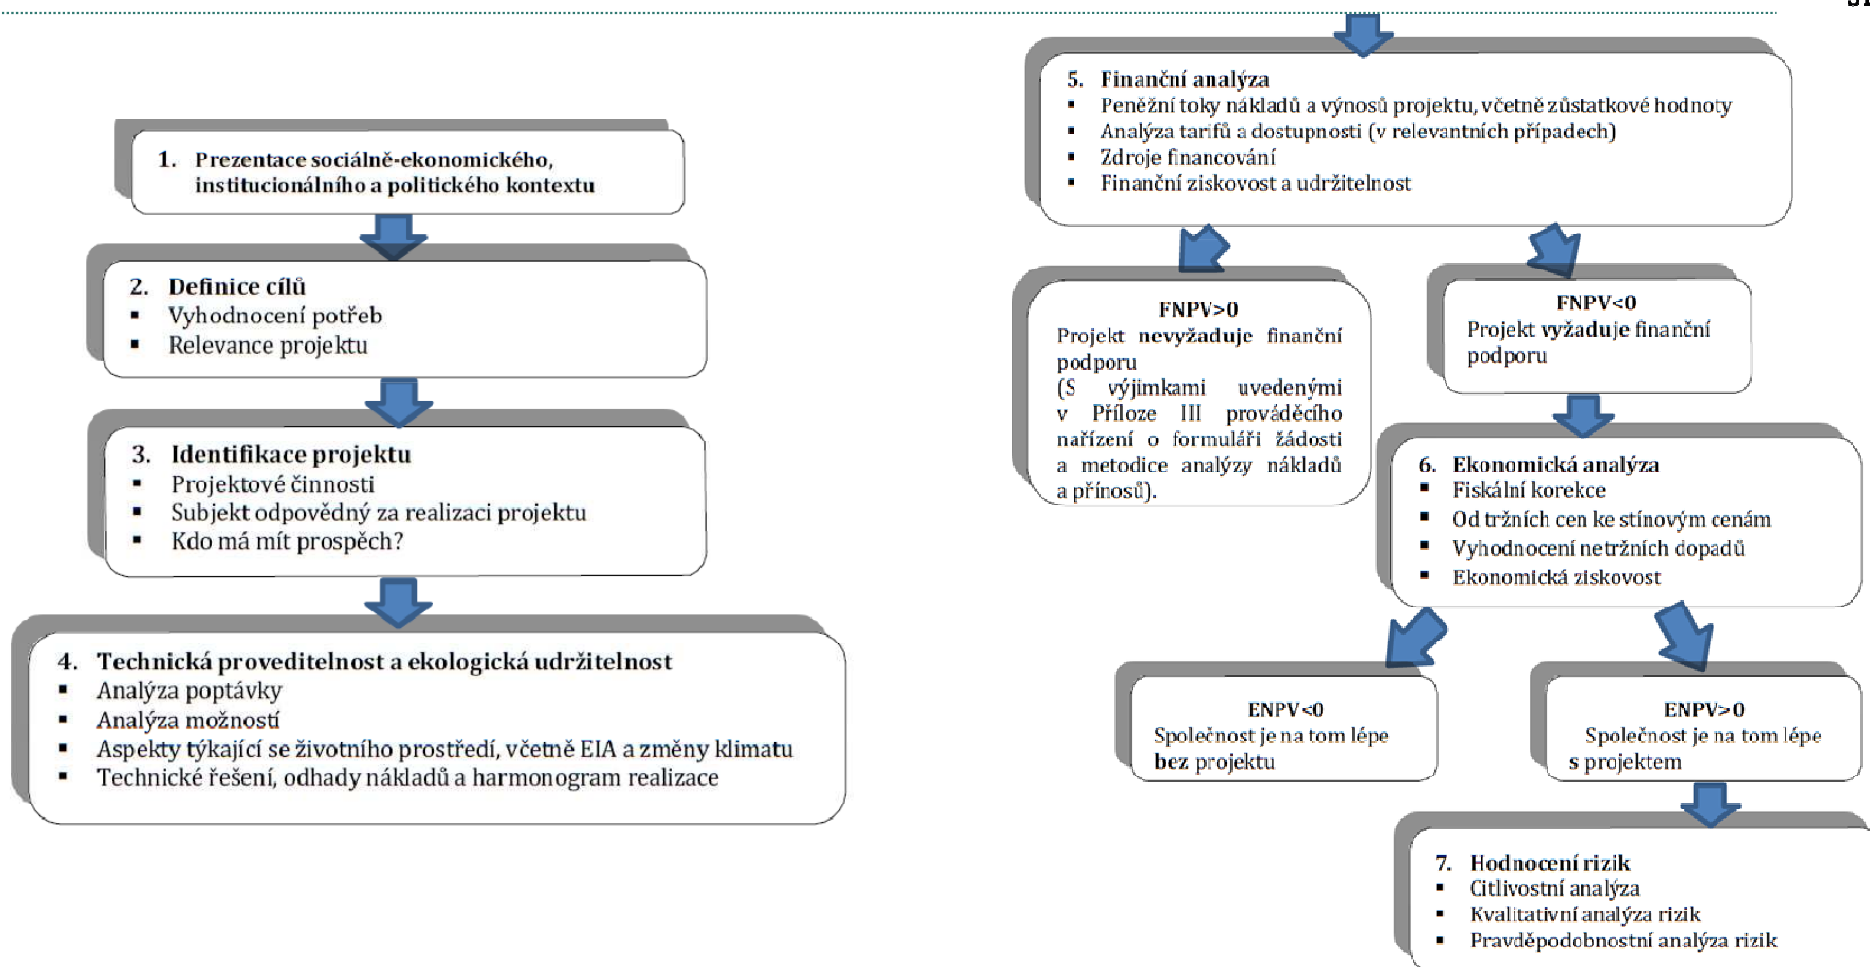 1. Prezentace sociálně-ekonomického,
institucionálního a politického kontextu
2. Definice cílů
▪ Vyhodnocení potřeb
▪ Relevance projektu
3. Identifikace projektu
▪ Projektové činnosti
▪ Subjekt odpovědný za realizaci projektu
▪ Kdo má mít prospěch?
4. Technická proveditelnost a ekologická udržitelnost
▪ Analýza poptávky
▪ Analýza možností
▪ Aspekty týkající se životního prostředí, včetně EIA a změny klimatu
▪ Technické řešení, odhady nákladů a harmonogram realizace
5. Finanční analýza
▪ Peněžní toky nákladů a výnosů projektu, včetně zůstatkové hodnoty
▪ Analýza tarifů a dostupnosti (v relevantních případech)
▪ Zdroje financování
▪ Finanční ziskovost a udržitelnost
FNPV>0
Projekt nevyžaduje finanční
podporu
(S výjimkami uvedenými
v Příloze III prováděcího
nařízení o formuláři žádosti
a metodice analýzy nákladů
a přínosů).
FNPV<0
Projekt vyžaduje finanční
podporu
6. Ekonomická analýza
▪ Fiskální korekce
▪ Od tržních cen ke stínovým cenám
▪ Vyhodnocení netržních dopadů
▪ Ekonomická ziskovost
ENPV<0
Společnost je na tom lépe
bez projektu
ENPV>0
Společnost je na tom lépe
s projektem
7. Hodnocení rizik
▪ Citlivostní analýza
▪ Kvalitativní analýza rizik
▪ Pravděpodobnostní analýza rizik